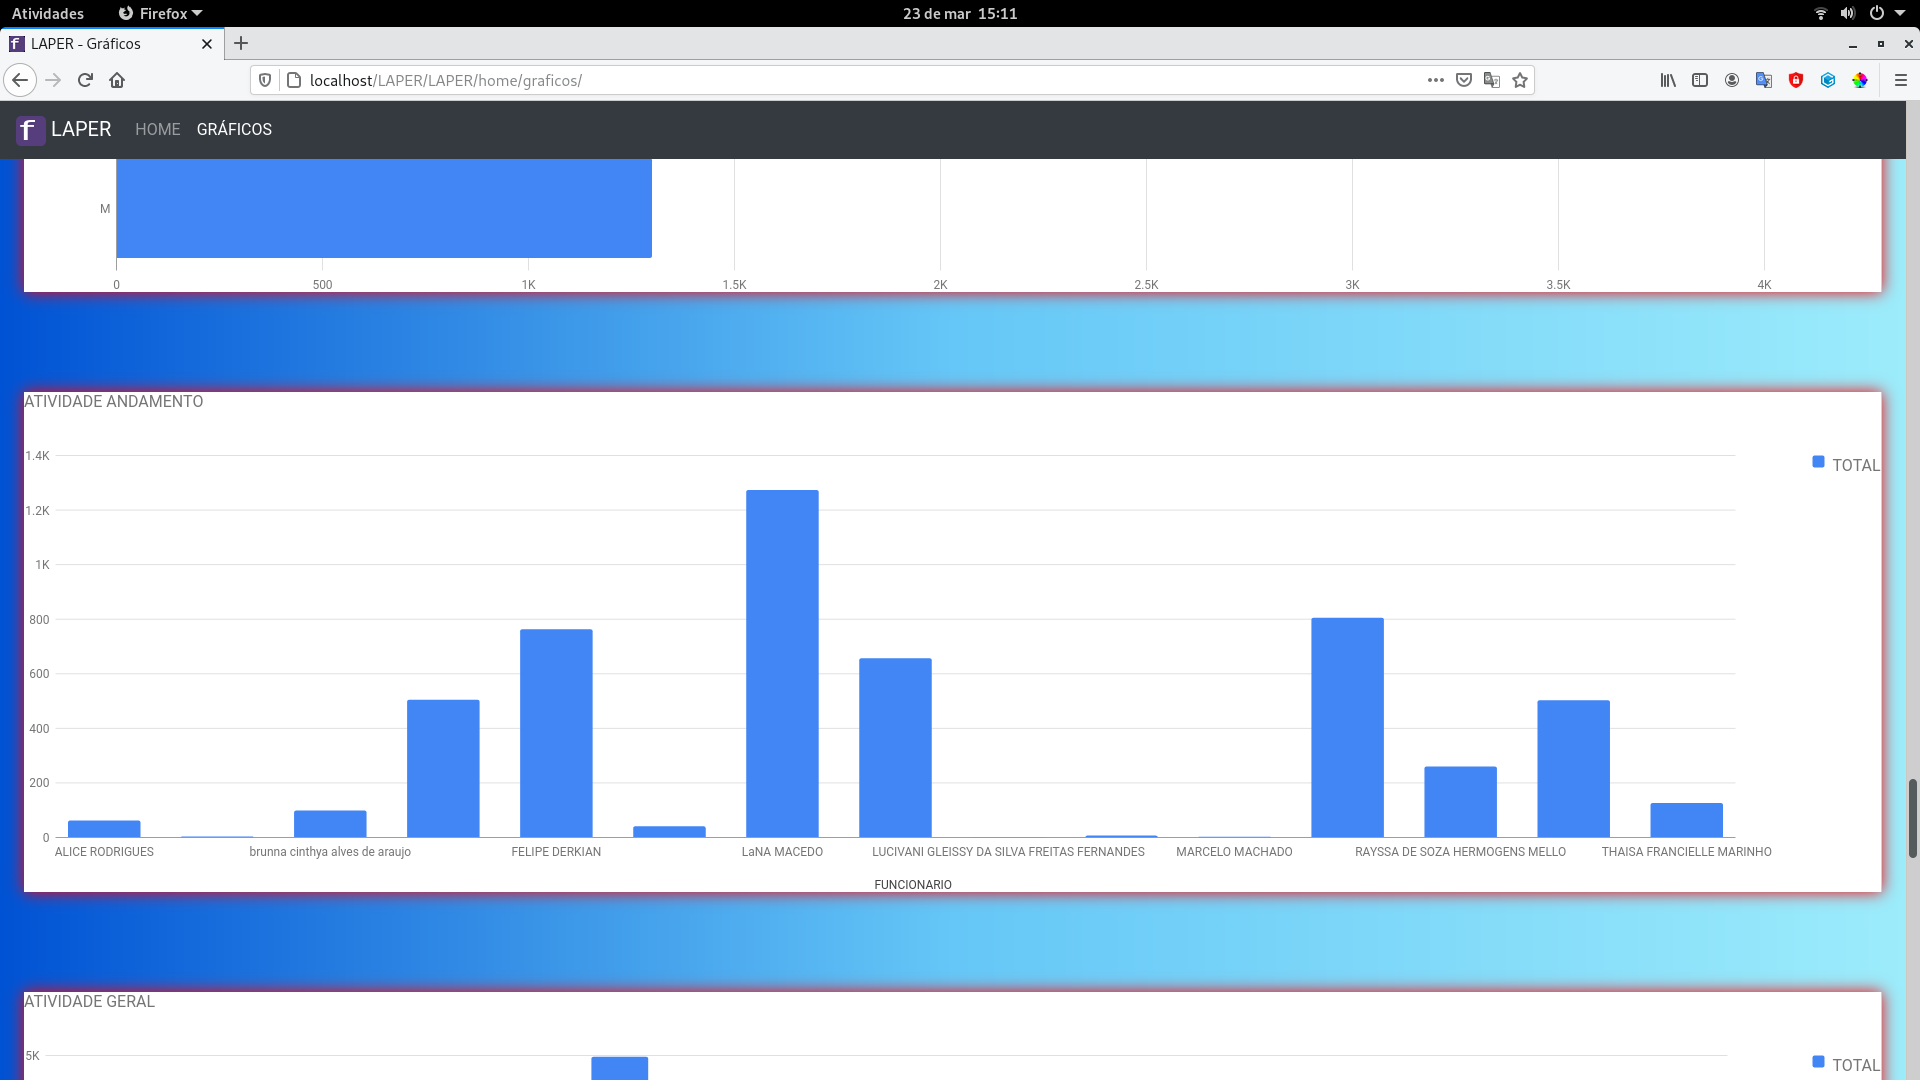 Atividades Firefox 23 de mar 15:11
LAPER - Gráficos
localhost/LAPER/LAPER/home/graficos/
f LAPER HOME GRÁFICOS
M
0 500 1K 1.5K 2K 2.5K 3K 3.5K 4K
ATIVIDADE ANDAMENTO
1.4K
TOTAL
1.2K
1K
800
600
400
200
0
ALICE RODRIGUES brunna cinthya alves de araujo FELIPE DERKIAN LaNA MACEDO LUCIVANI GLEISSY DA SILVA FREITAS FERNANDES MARCELO MACHADO RAYSSA DE SOZA HERMOGENS MELLO THAISA FRANCIELLE MARINHO
FUNCIONARIO
ATIVIDADE GERAL
5K
TOTAL